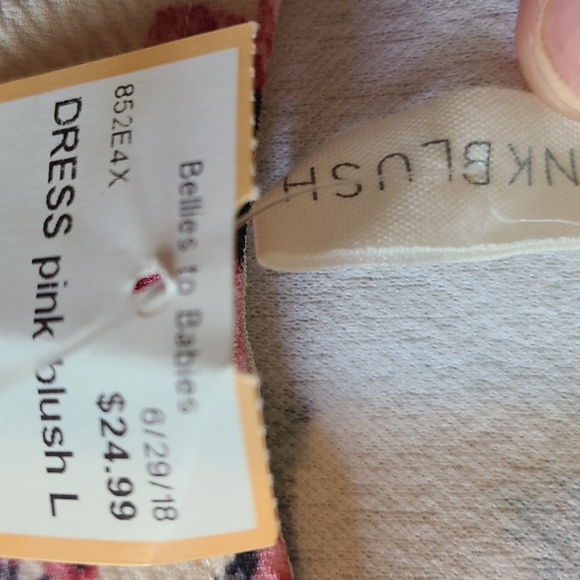 Bellies to Babies
6/29/18
852E4X
$24.99
DRESS pink blush L
NKBLUSH